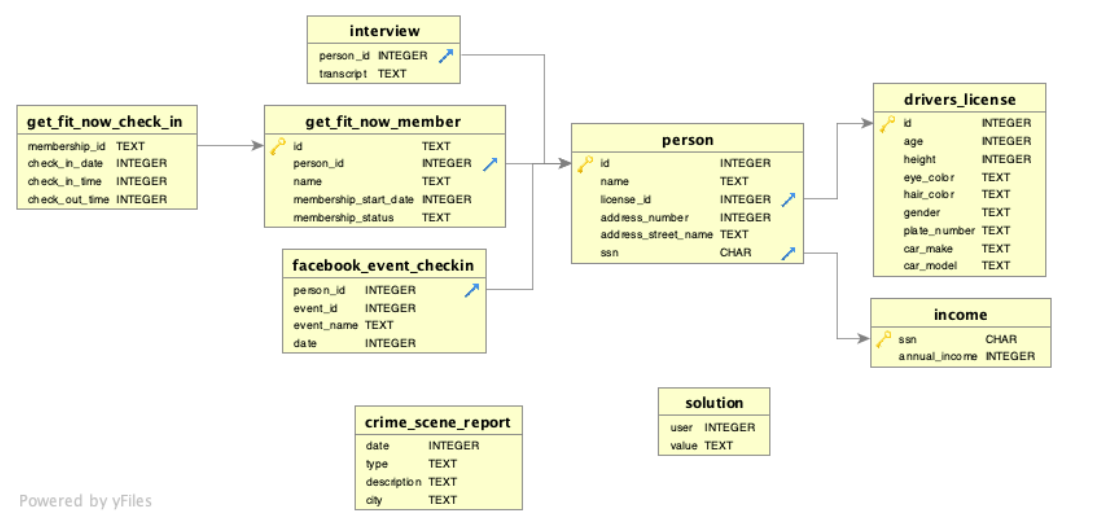 interview
person_id INTEGER
transcript TEXT
get_fit_now_check_in
membership_id TEXT
check_in_date INTEGER
check_in_time INTEGER
check_out_time INTEGER
get_fit_now_member
id TEXT
person_id INTEGER
name TEXT
membership_start_date INTEGER
membership_status TEXT
facebook_event_checkin
person_id INTEGER
event_id INTEGER
event_name TEXT
date INTEGER
person
id INTEGER
name TEXT
license_id INTEGER
address_number INTEGER
address_street_name TEXT
ssn CHAR
drivers_license
id INTEGER
age INTEGER
height INTEGER
eye_color TEXT
hair_color TEXT
gender TEXT
plate_number TEXT
car_make TEXT
car_model TEXT
income
ssn CHAR
annual_income INTEGER
crime_scene_report
date INTEGER
type TEXT
description TEXT
city TEXT
solution
user INTEGER
value TEXT
Powered by yFiles